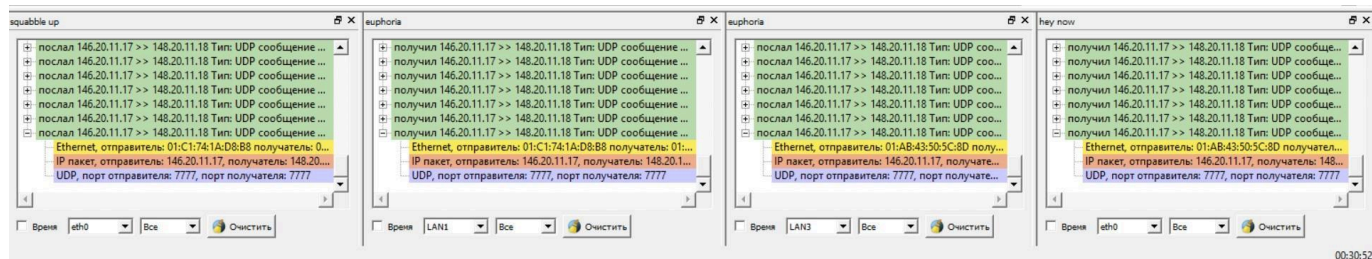 squabble up
послал 146.20.11.17 >> 148.20.11.18 Тип: UDP сообщение ...
послал 146.20.11.17 >> 148.20.11.18 Тип: UDP сообщение ...
послал 146.20.11.17 >> 148.20.11.18 Тип: UDP сообщение ...
послал 146.20.11.17 >> 148.20.11.18 Тип: UDP сообщение ...
послал 146.20.11.17 >> 148.20.11.18 Тип: UDP сообщение ...
послал 146.20.11.17 >> 148.20.11.18 Тип: UDP сообщение ...
послал 146.20.11.17 >> 148.20.11.18 Тип: UDP сообщение ...
Ethernet, отправитель: 01:C1:74:1A:D8:B8 получатель: 0...
IP пакет, отправитель: 146.20.11.17, получатель: 148.20....
UDP, порт отправителя: 7777, порт получателя: 7777
Время eth0 Все Очистить
euphoria
получил 146.20.11.17 >> 148.20.11.18 Тип: UDP сообщение ...
получил 146.20.11.17 >> 148.20.11.18 Тип: UDP сообщение ...
получил 146.20.11.17 >> 148.20.11.18 Тип: UDP сообщение ...
получил 146.20.11.17 >> 148.20.11.18 Тип: UDP сообщение ...
получил 146.20.11.17 >> 148.20.11.18 Тип: UDP сообщение ...
получил 146.20.11.17 >> 148.20.11.18 Тип: UDP сообщение ...
получил 146.20.11.17 >> 148.20.11.18 Тип: UDP сообщение ...
Ethernet, отправитель: 01:C1:74:1A:D8:B8 получатель: 01:...
IP пакет, отправитель: 146.20.11.17, получатель: 148.20.1...
UDP, порт отправителя: 7777, порт получателя: 7777
Время LAN1 Все Очистить
euphoria
послал 146.20.11.17 >> 148.20.11.18 Тип: UDP соо...
послал 146.20.11.17 >> 148.20.11.18 Тип: UDP соо...
послал 146.20.11.17 >> 148.20.11.18 Тип: UDP соо...
послал 146.20.11.17 >> 148.20.11.18 Тип: UDP соо...
послал 146.20.11.17 >> 148.20.11.18 Тип: UDP соо...
послал 146.20.11.17 >> 148.20.11.18 Тип: UDP соо...
послал 146.20.11.17 >> 148.20.11.18 Тип: UDP соо...
Ethernet, отправитель: 01:AB:43:50:5C:8D полу...
IP пакет, отправитель: 146.20.11.17, получате...
UDP, порт отправителя: 7777, порт получате...
Время LAN3 Все Очистить
hey now
получил 146.20.11.17 >> 148.20.11.18 Тип: UDP сообще...
получил 146.20.11.17 >> 148.20.11.18 Тип: UDP сообще...
получил 146.20.11.17 >> 148.20.11.18 Тип: UDP сообще...
получил 146.20.11.17 >> 148.20.11.18 Тип: UDP сообще...
получил 146.20.11.17 >> 148.20.11.18 Тип: UDP сообще...
получил 146.20.11.17 >> 148.20.11.18 Тип: UDP сообще...
получил 146.20.11.17 >> 148.20.11.18 Тип: UDP сообще...
Ethernet, отправитель: 01:AB:43:50:5C:8D получател...
IP пакет, отправитель: 146.20.11.17, получатель: 148...
UDP, порт отправителя: 7777, порт получателя: 7777
Время eth0 Все Очистить
00:30:52